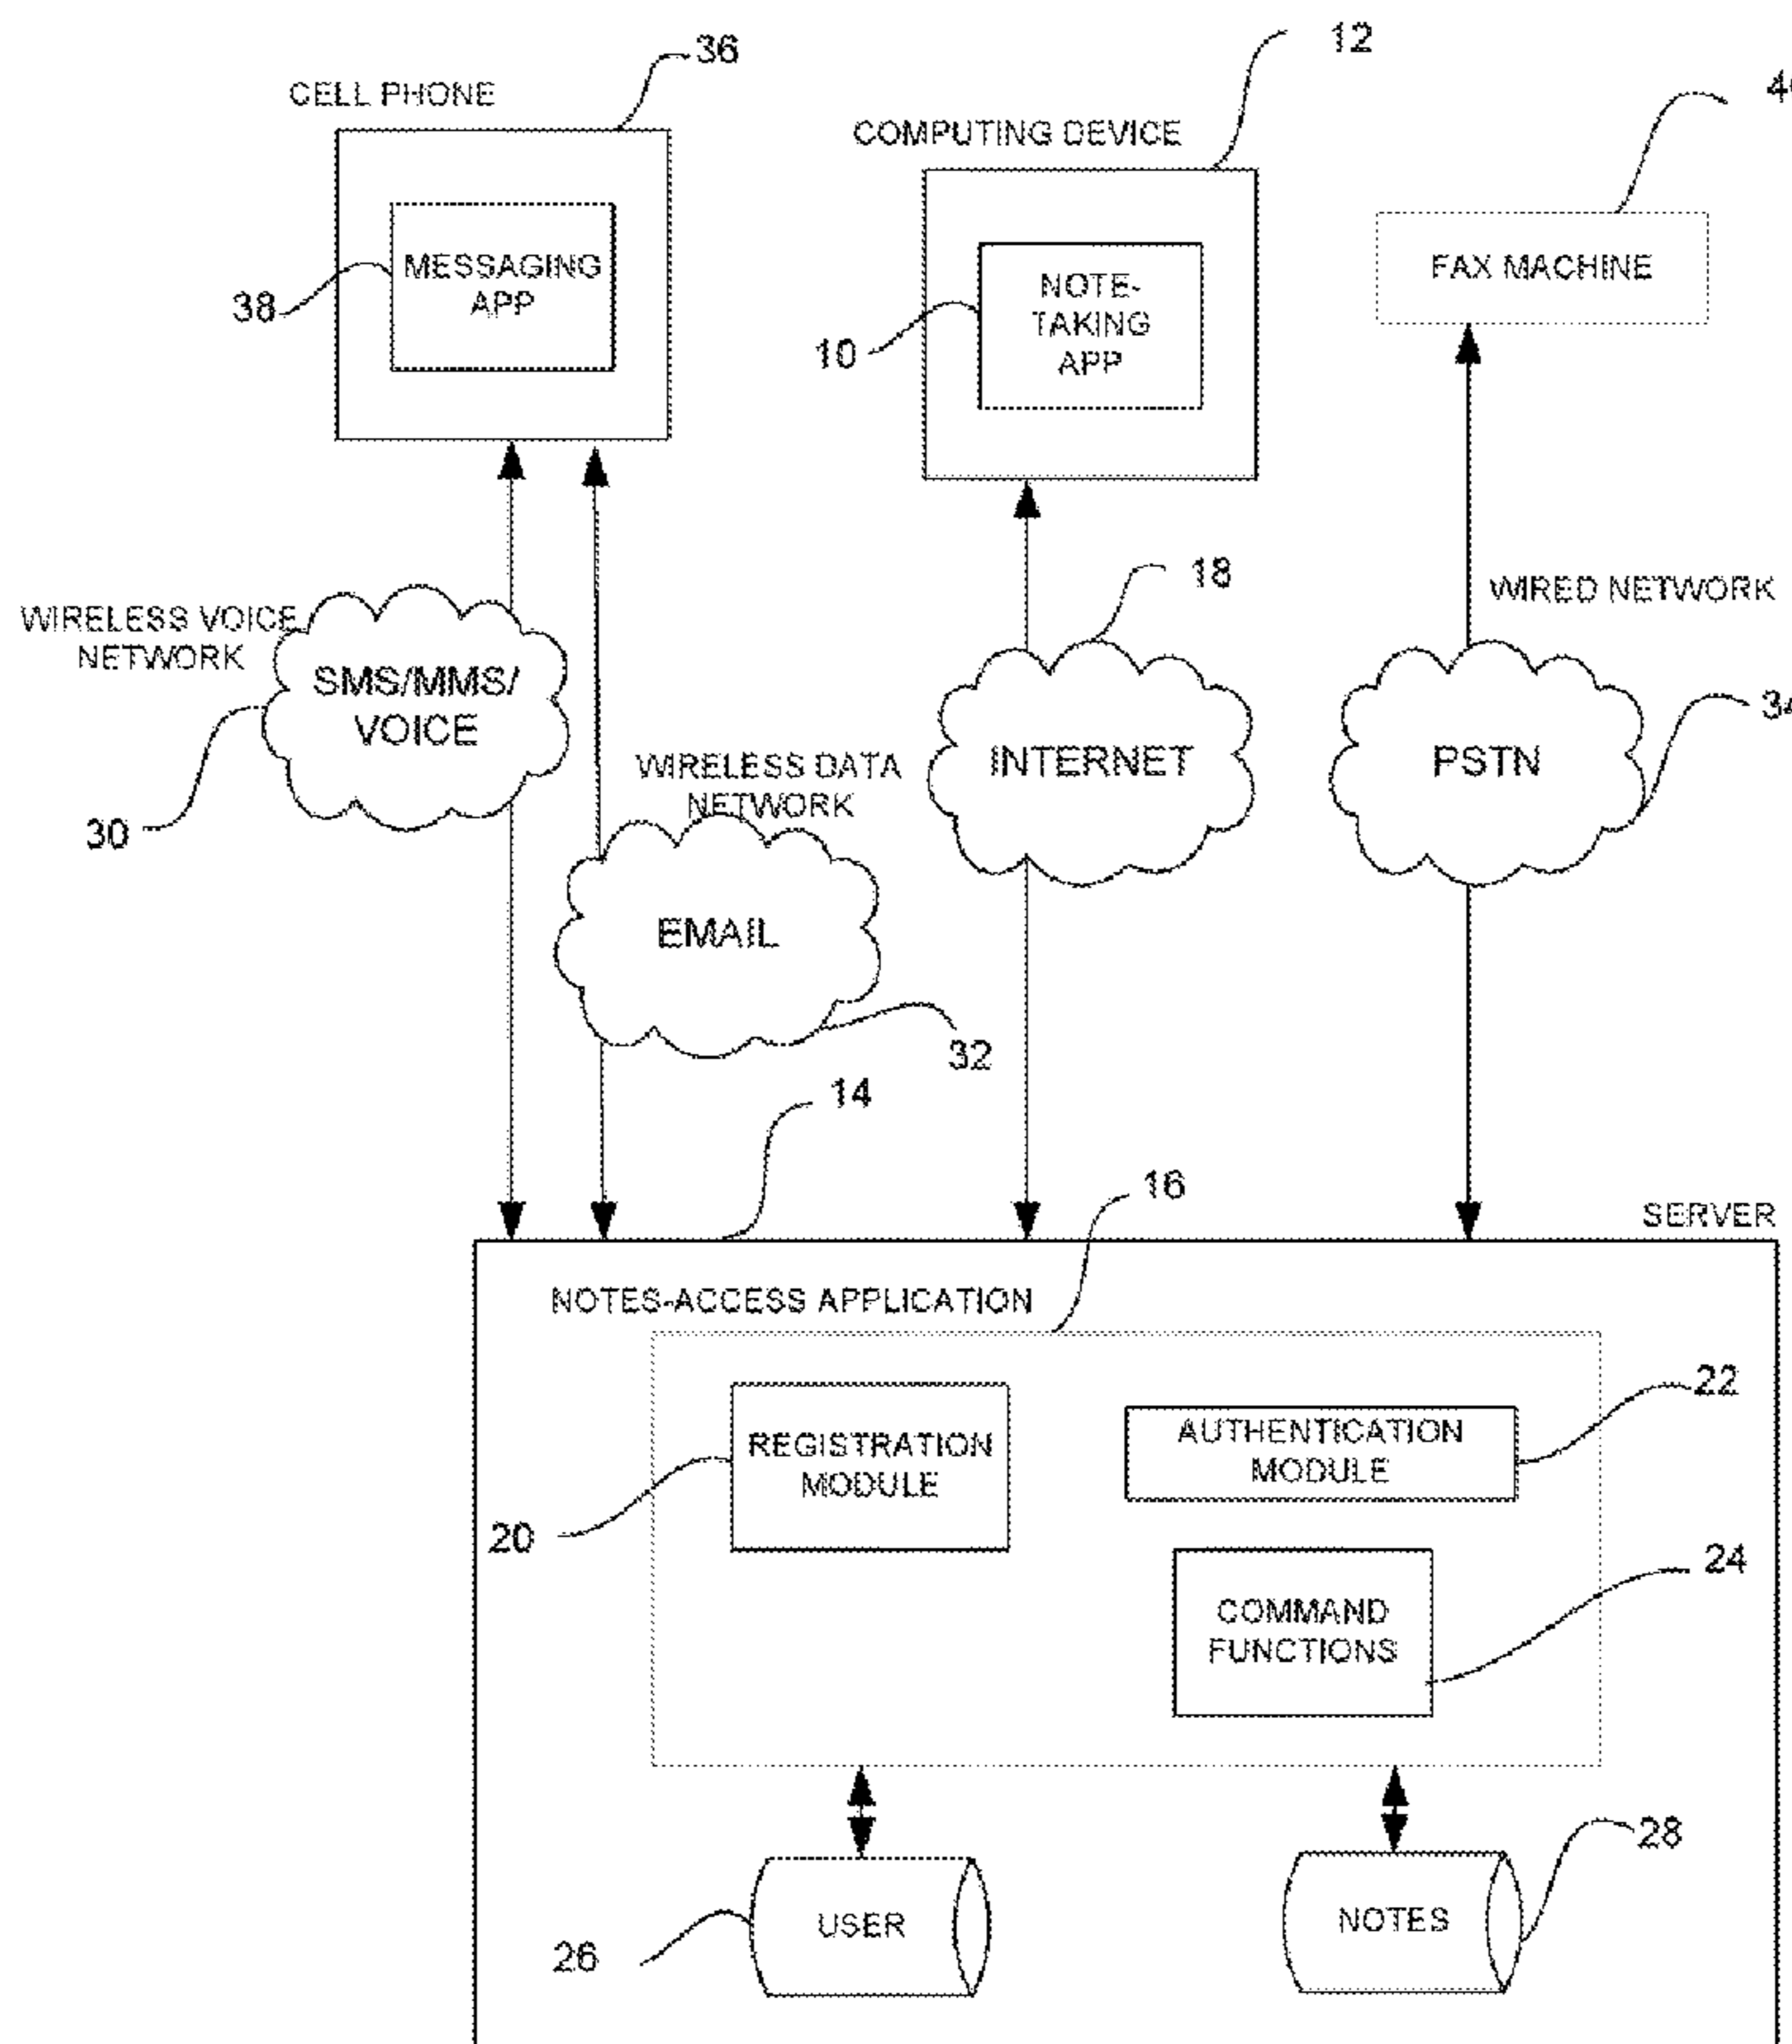 36
12
CELL PHONE
COMPUTING DEVICE
MESSAGING
APP
38
NOTE-
TAKING
APP
10
FAX MACHINE
18
WIRED NETWORK
WIRELESS VOICE
NETWORK
SMS/MMS/
VOICE
30
WIRELESS DATA
NETWORK
EMAIL
32
INTERNET
PSTN
14
16
SERVER
NOTES-ACCESS APPLICATION
REGISTRATION
MODULE
20
AUTHENTICATION
MODULE
22
COMMAND
FUNCTIONS
24
USER
26
NOTES
28